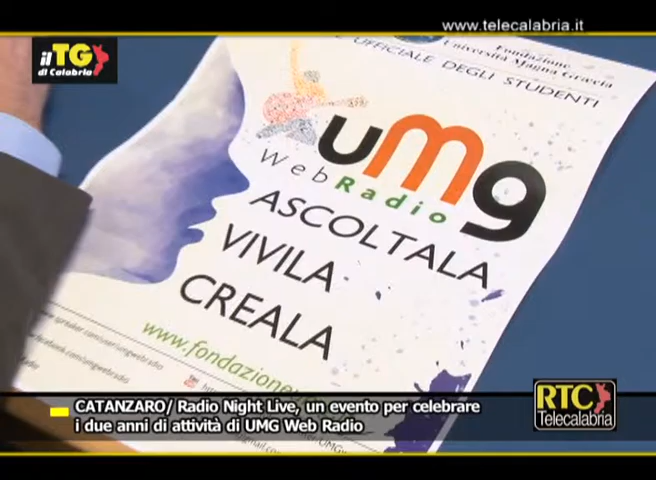 www.telecalabria.it
il TG
di Calabria
Fondazione
Università Magna Græcia
UFFICIALE DEGLI STUDENTI
umg
Web Radio
ASCOLTALA
VIVILA
CREALA
www.fondazione
CATANZARO/ Radio Night Live, un evento per celebrare
i due anni di attività di UMG Web Radio
RTC
Telecalabria